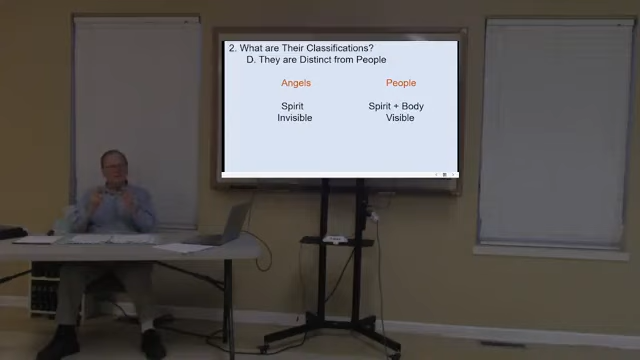 2. What are Their Classifications?
D. They are Distinct from People
Angels People
Spirit Spirit + Body
Invisible Visible